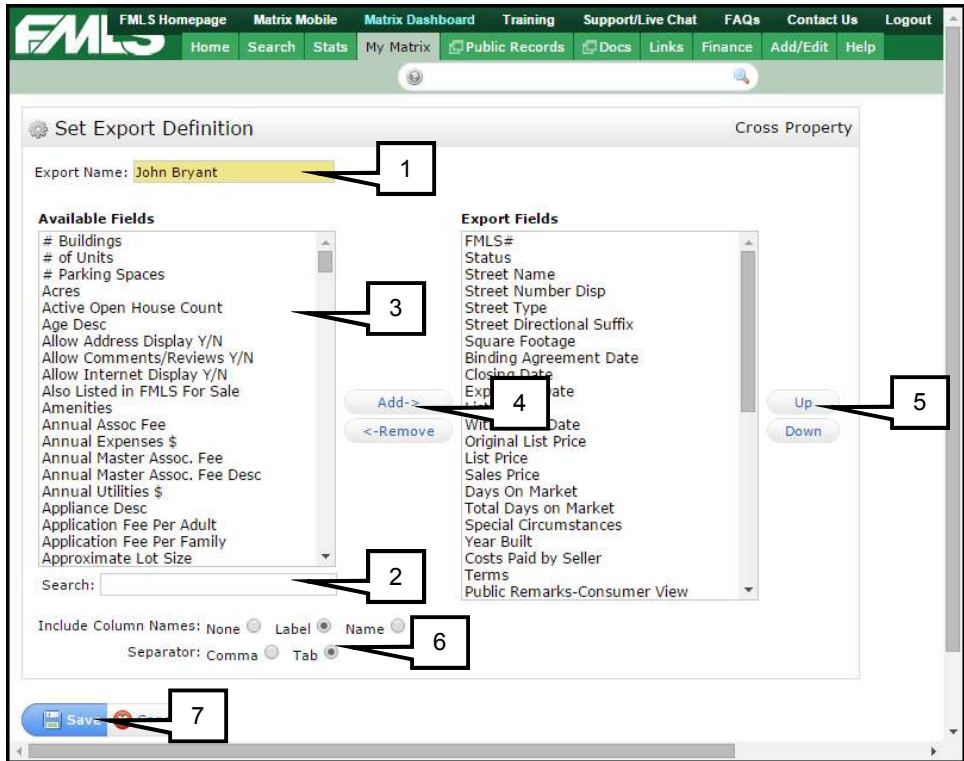 FMLS
FMLS Homepage Matrix Mobile Matrix Dashboard Training Support/Live Chat FAQs Contact Us Logout
Home Search Stats My Matrix Public Records Docs Links Finance Add/Edit Help
Set Export Definition
Cross Property
Export Name: John Bryant
1
Available Fields
# Buildings
# of Units
# Parking Spaces
Acres
Active Open House Count
Age Desc
Allow Address Display Y/N
Allow Comments/Reviews Y/N
Allow Internet Display Y/N
Also Listed in FMLS For Sale
Amenities
Annual Assoc Fee
Annual Expenses $
Annual Master Assoc. Fee
Annual Master Assoc. Fee Desc
Annual Utilities $
Appliance Desc
Application Fee Per Adult
Application Fee Per Family
Approximate Lot Size
3
Search:
2
Add->
<-Remove
4
Export Fields
FMLS#
Status
Street Name
Street Number Disp
Street Type
Street Directional Suffix
Square Footage
Binding Agreement Date
Closing Date
Date
Date
Original List Price
List Price
Sales Price
Days On Market
Total Days on Market
Special Circumstances
Year Built
Costs Paid by Seller
Terms
Public Remarks-Consumer View
Up
Down
5
Include Column Names: None Label Name
Separator: Comma Tab
6
Save
7